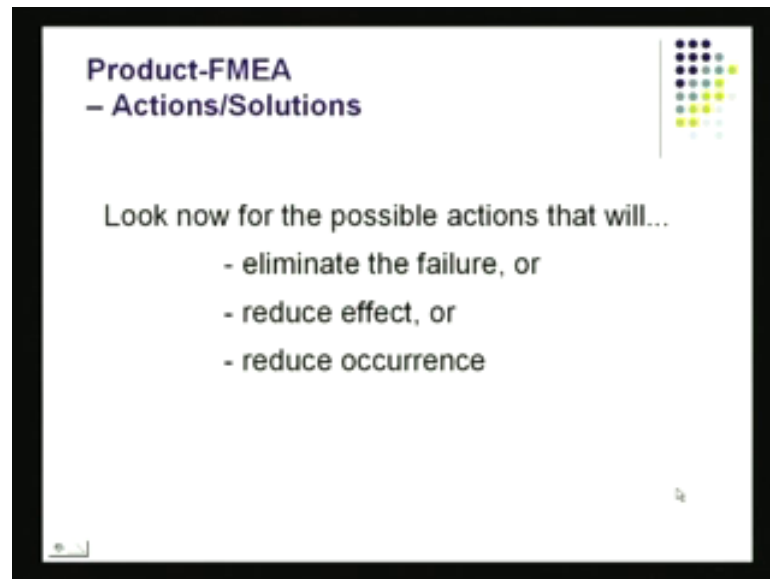 Product-FMEA
– Actions/Solutions
Look now for the possible actions that will...
- eliminate the failure, or
- reduce effect, or
- reduce occurrence